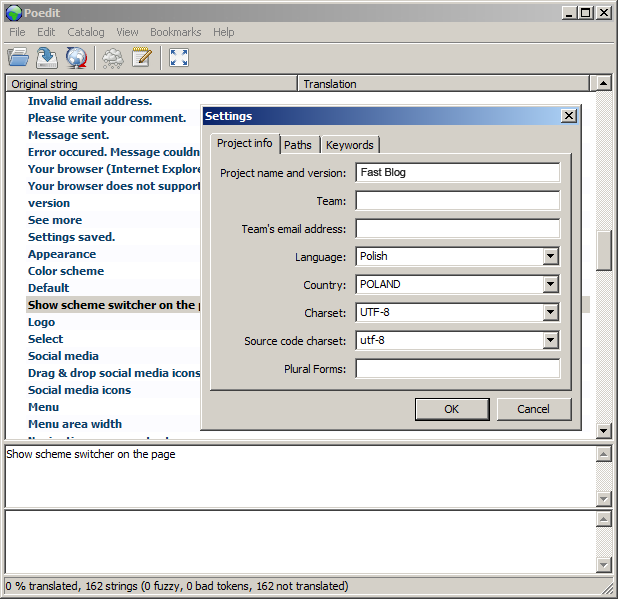 Poedit
File Edit Catalog View Bookmarks Help
Original string Translation
Invalid email address.
Please write your comment.
Message sent.
Error occured. Message
Your browser (Internet
Your browser does not support
version
See more
Settings saved.
Appearance
Color scheme
Default
Show scheme switcher on the
Logo
Select
Social media
Drag & drop social media icons
Social media icons
Menu
Menu area width
Settings
Project info Paths Keywords
Project name and version: Fast Blog
Team:
Team's email address:
Language: Polish
Country: POLAND
Charset: UTF-8
Source code charset: utf-8
Plural Forms:
OK Cancel
Show scheme switcher on the page
0 % translated, 162 strings (0 fuzzy, 0 bad tokens, 162 not translated)